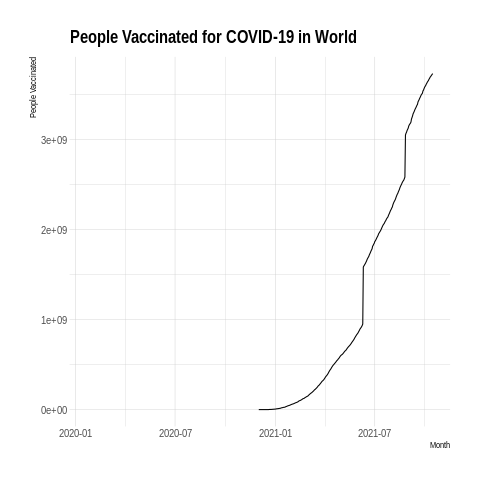 People Vaccinated for COVID-19 in World
People Vaccinated
3e+09
2e+09
1e+09
0e+00
2020-01 2020-07 2021-01 2021-07
Month